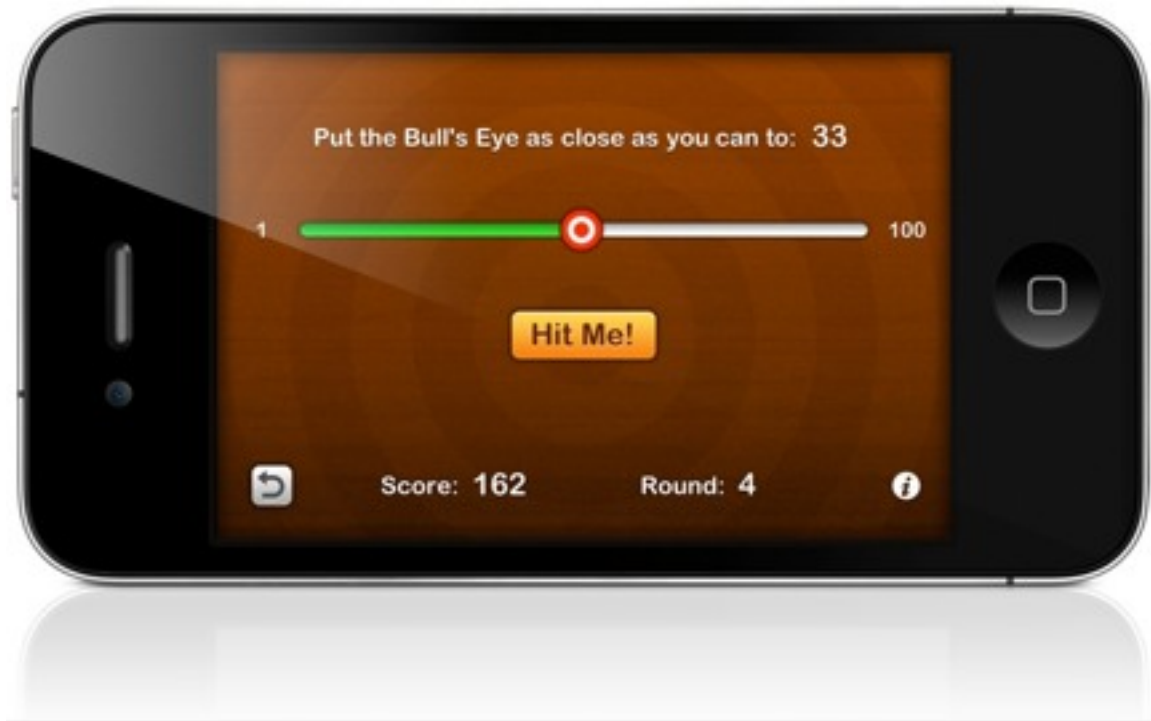 Put the Bull's Eye as close as you can to: 33
1 100
Hit Me!
Score: 162 Round: 4